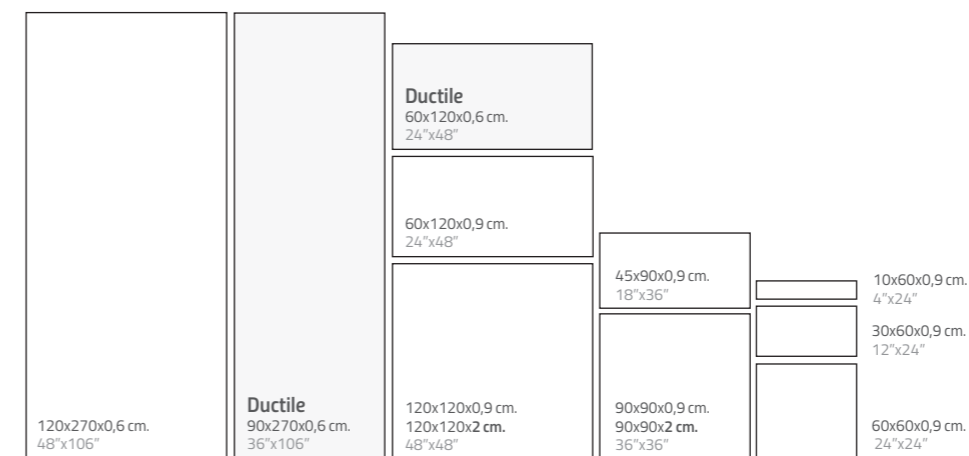 120x270x0,6 cm.
48”x106”
Ductile
90x270x0,6 cm.
36”x106”
Ductile
60x120x0,6 cm.
24”x48”
60x120x0,9 cm.
24”x48”
120x120x0,9 cm.
120x120x2 cm.
48”x48”
45x90x0,9 cm.
18”x36”
90x90x0,9 cm.
90x90x2 cm.
36”x36”
10x60x0,9 cm.
4”x24”
30x60x0,9 cm.
12”x24”
60x60x0,9 cm.
24”x24”